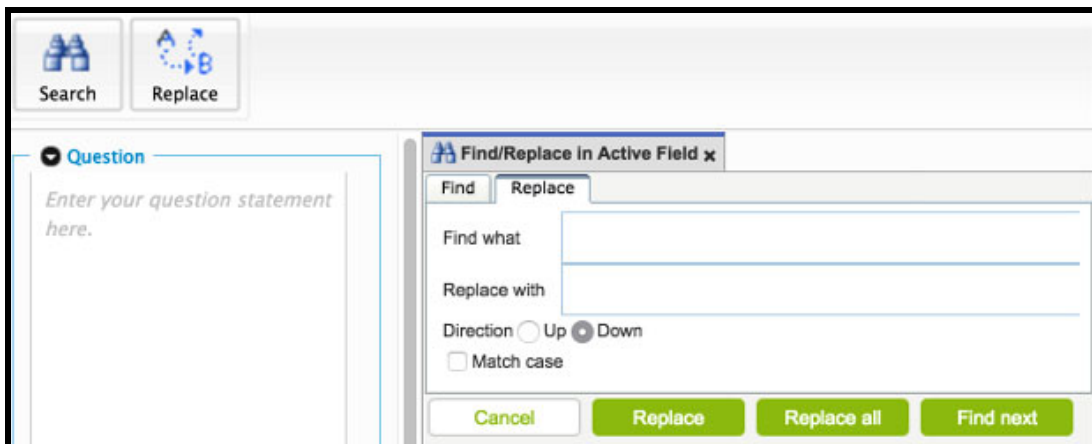 A
B
Search Replace
Question
Enter your question statement
here.
Find/Replace in Active Field x
Find Replace
Find what
Replace with
Direction Up Down
Match case
Cancel Replace Replace all Find next